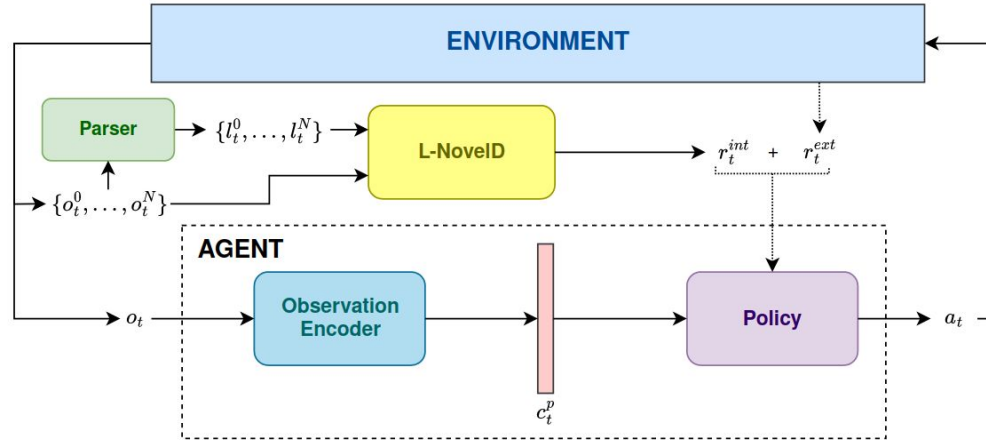 ENVIRONMENT
Parser
{l_t^0, . . . , l_t^N}
L-NovelD
r_t^{int} + r_t^{ext}
{o_t^0, . . . , o_t^N}
AGENT
Observation
Encoder
Policy
o_t
a_t
c_t^p